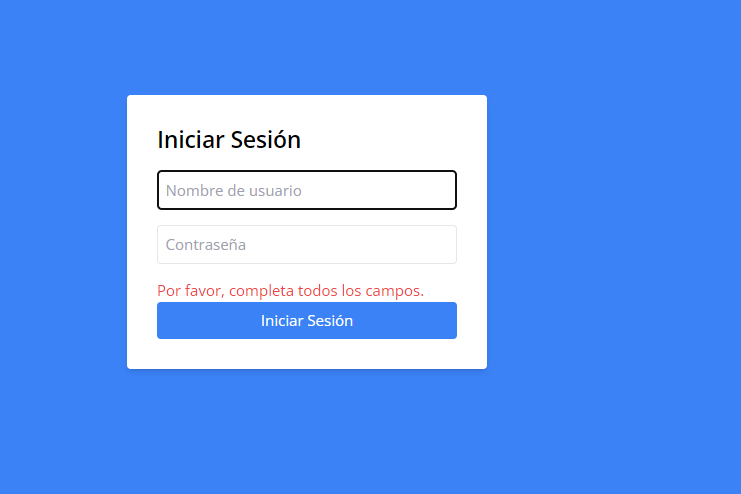 Iniciar Sesión
Nombre de usuario
Contraseña
Por favor, completa todos los campos.
Iniciar Sesión